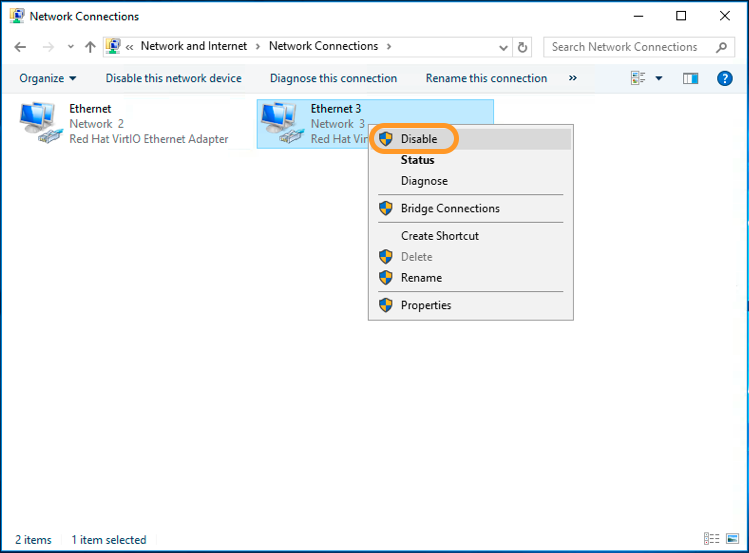 Network Connections
« Network and Internet > Network Connections >
Search Network Connections
Organize
Disable this network device
Diagnose this connection
Rename this connection
»
Ethernet
Network 2
Red Hat VirtIO Ethernet Adapter
Ethernet 3
Network 3
Red Hat
Disable
Status
Diagnose
Bridge Connections
Create Shortcut
Delete
Rename
Properties
2 items
1 item selected